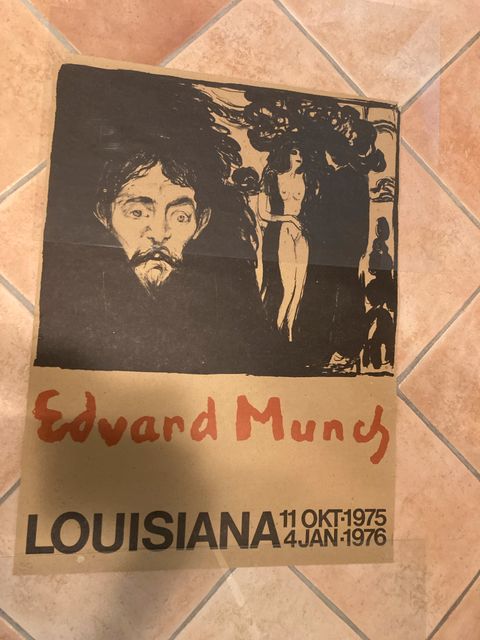 Edvard Munch
LOUISIANA 11 OKT·1975
4 JAN·1976